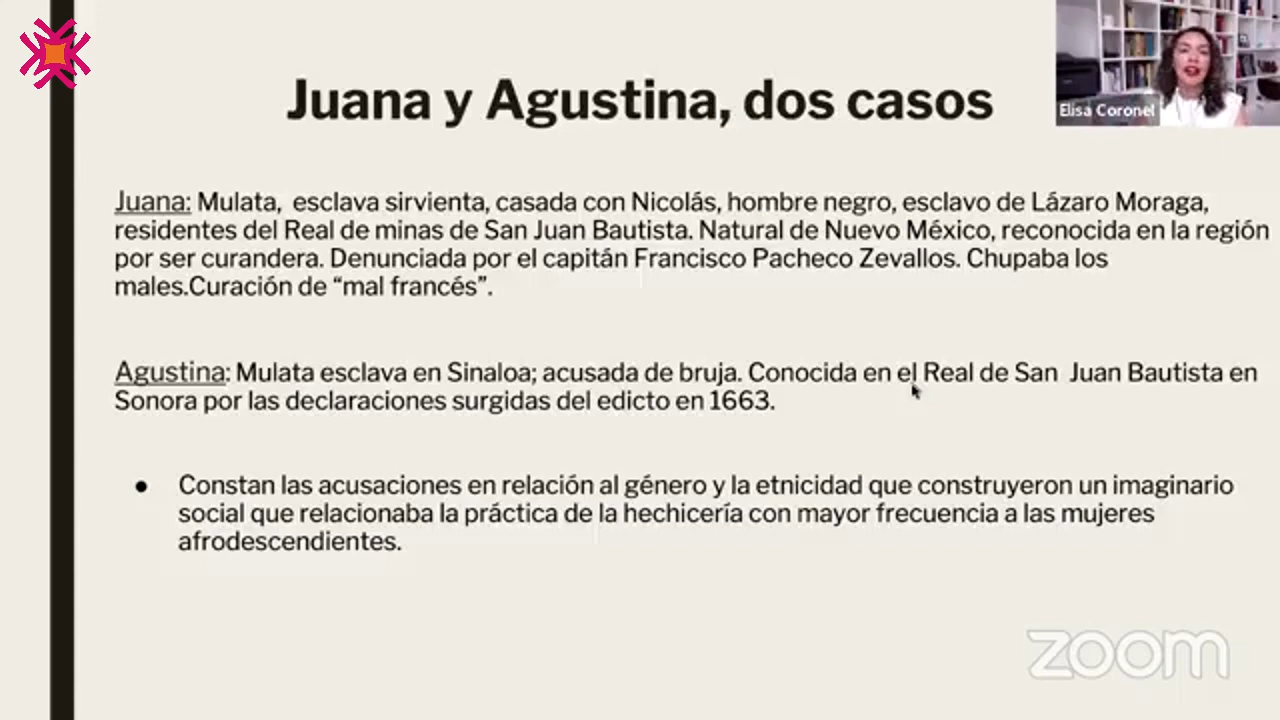 Juana y Agustina, dos casos
Elisa Coronel
Juana: Mulata,  esclava sirvienta, casada con Nicolás, hombre negro, esclavo de Lázaro Moraga,
residentes del Real de minas de San Juan Bautista. Natural de Nuevo México, reconocida en la región
por ser curandera. Denunciada por el capitán Francisco Pacheco Zevallos. Chupaba los
males.Curación de “mal francés”.
Agustina: Mulata esclava en Sinaloa; acusada de bruja. Conocida en el Real de San  Juan Bautista en
Sonora por las declaraciones surgidas del edicto en 1663.
● Constan las acusaciones en relación al género y la etnicidad que construyeron un imaginario
social que relacionaba la práctica de la hechicería con mayor frecuencia a las mujeres
afrodescendientes.
zoom